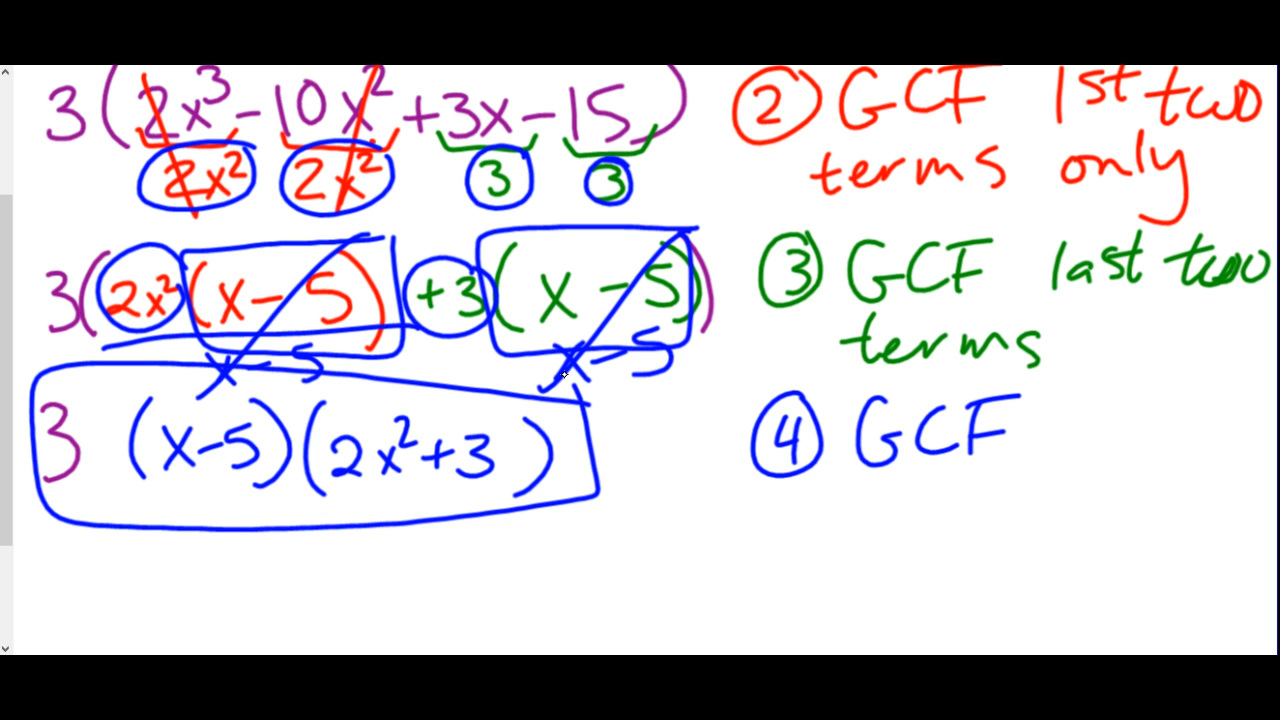 3(2x³-10x²+3x-15)
2x² 2x² 3 3
3(2x²(x-5)+3(x-5))
x-5 x-5
3 (x-5)(2x²+3)
② GCF 1st two
terms only
③ GCF last two
terms
④ GCF